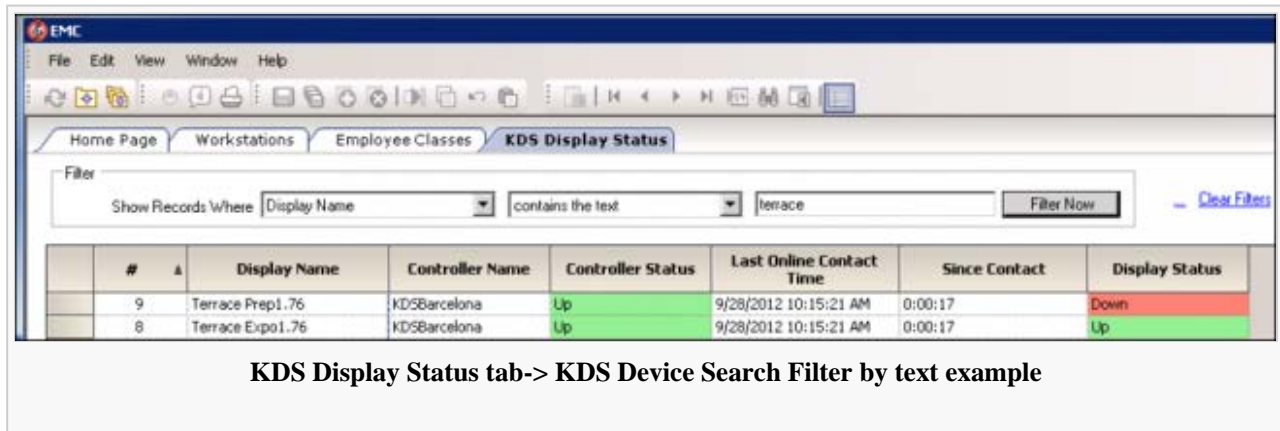 EMC
File Edit View Window Help
Home Page Workstations Employee Classes KDS Display Status
Filter
Show Records Where Display Name contains the text terrace Filter Now Clear Filters
# Display Name Controller Name Controller Status Last Online Contact Time Since Contact Display Status
9 Terrace Prep1.76 KDSBarcelona Up 9/28/2012 10:15:21 AM 0:00:17 Down
8 Terrace Expo1.76 KDSBarcelona Up 9/28/2012 10:15:21 AM 0:00:17 Up
KDS Display Status tab-> KDS Device Search Filter by text example